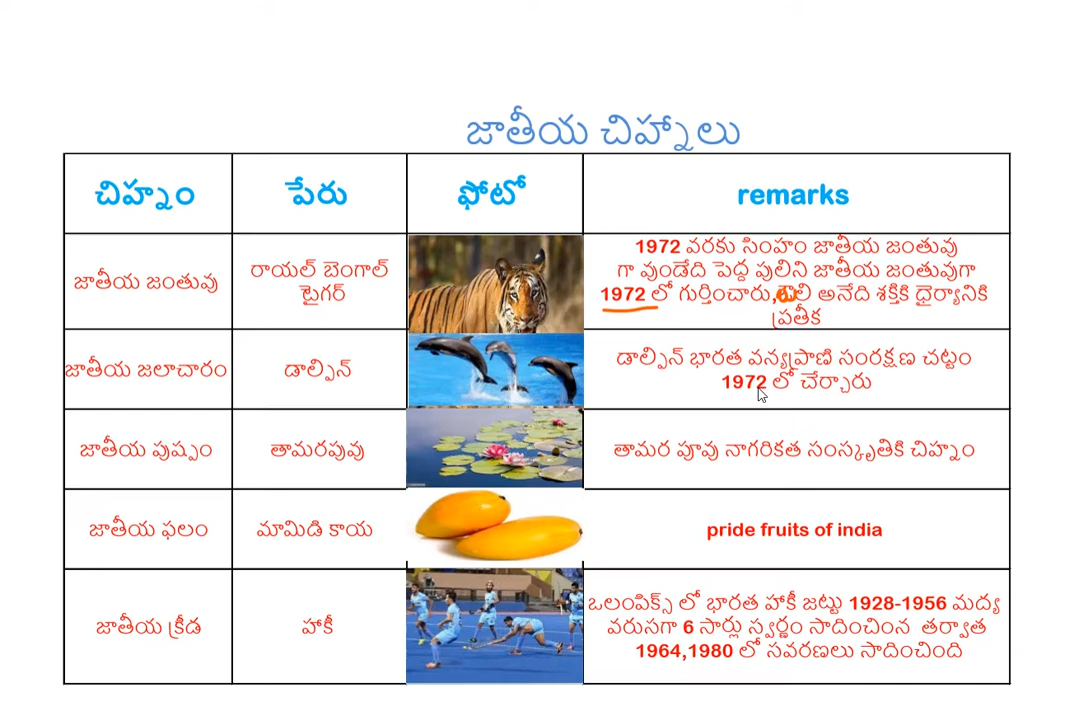 జాతీయ చిహ్నాలు
చిహ్నం పేరు ఫోటో remarks
జాతీయ జంతువు
రాయల్ బెంగాల్
టైగర్
1972 వరకు సింహం జాతీయ జంతువు
గా వుండేది పెద్ద పులిని జాతీయ జంతువుగా
1972 లో గుర్తించారు, అనేది శక్తికి ధైర్యానికి
ప్రతీక
జాతీయ జలాచారం
డాల్ఫిన్
డాల్ఫిన్ భారత వన్యప్రాణి సంరక్షణ చట్టం
1972 లో చేర్చారు
జాతీయ పుష్పం
తామరపువు
తామర పూవు నాగరికత సంస్కృతికి చిహ్నం
జాతీయ ఫలం
మామిడి కాయ
pride fruits of india
జాతీయ క్రీడ
హాకీ
ఒలంపిక్స్ లో భారత హాకీ జట్టు 1928-1956 మద్య
వరుసగా 6 సార్లు స్వర్ణం సాదించిన తర్వాత
1964,1980 లో సవరణలు సాదించింది